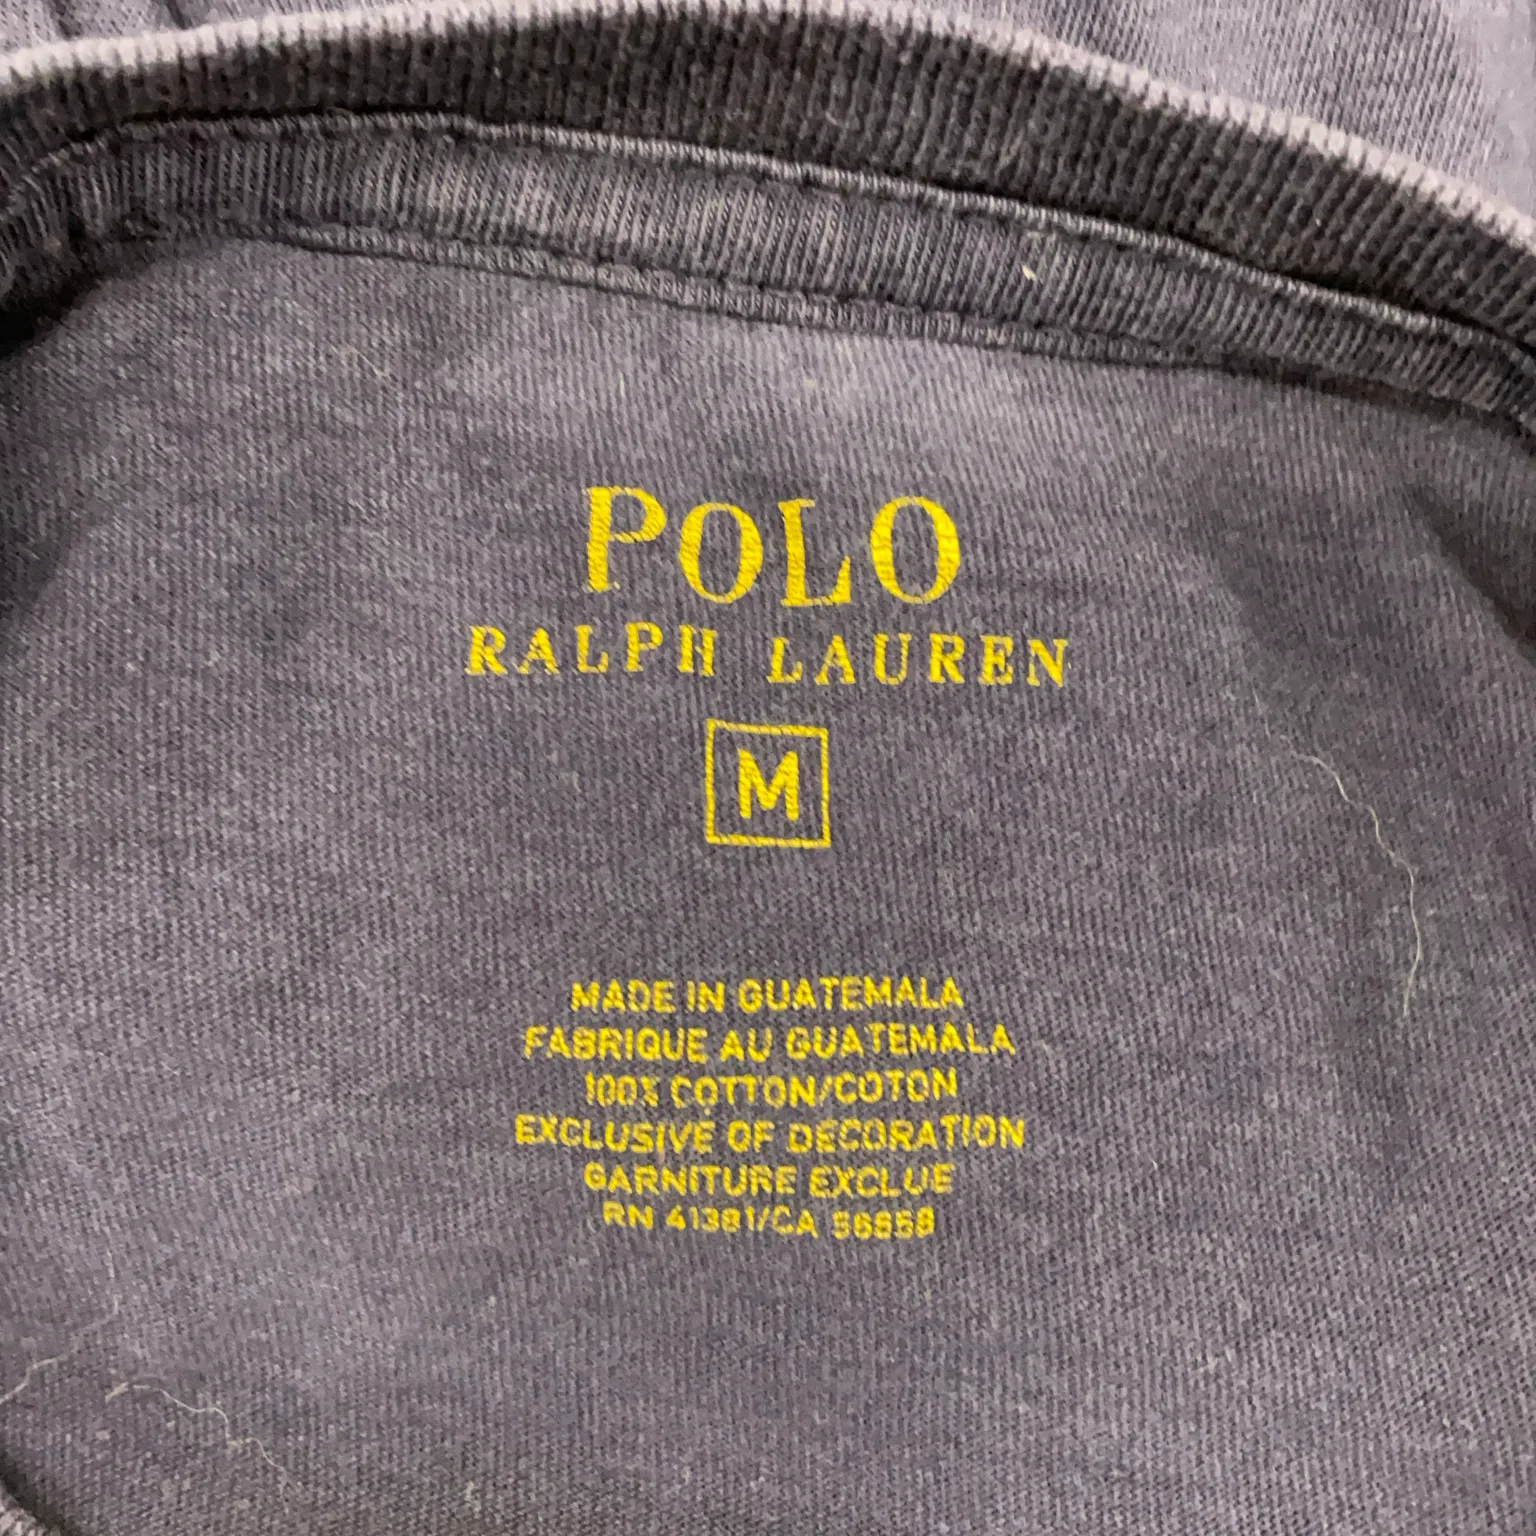 POLO
RALPH LAUREN
M
MADE IN GUATEMALA
FABRIQUE AU GUATEMALA
100% COTTON/COTON
EXCLUSIVE OF DECORATION
GARNITURE EXCLUE
RN 41381/CA 56858